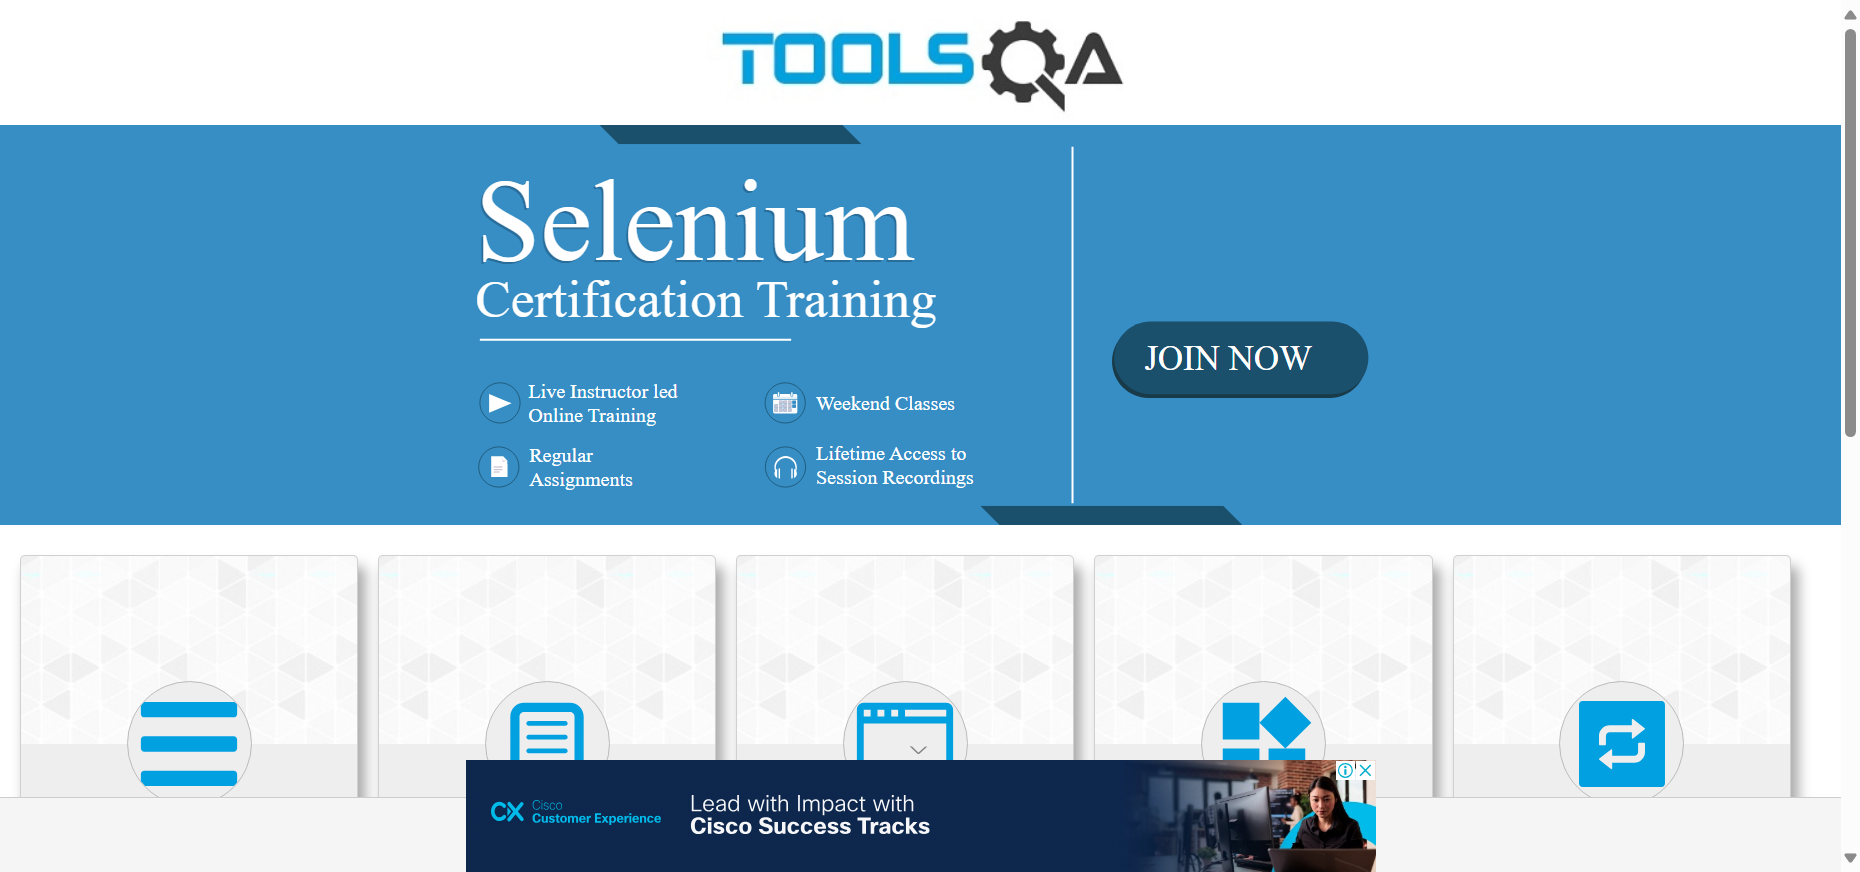 TOOLSQA
Selenium
Certification Training
JOIN NOW
Live Instructor led
Online Training
Weekend Classes
Regular
Assignments
Lifetime Access to
Session Recordings
CX Cisco
Customer Experience
Lead with Impact with
Cisco Success Tracks